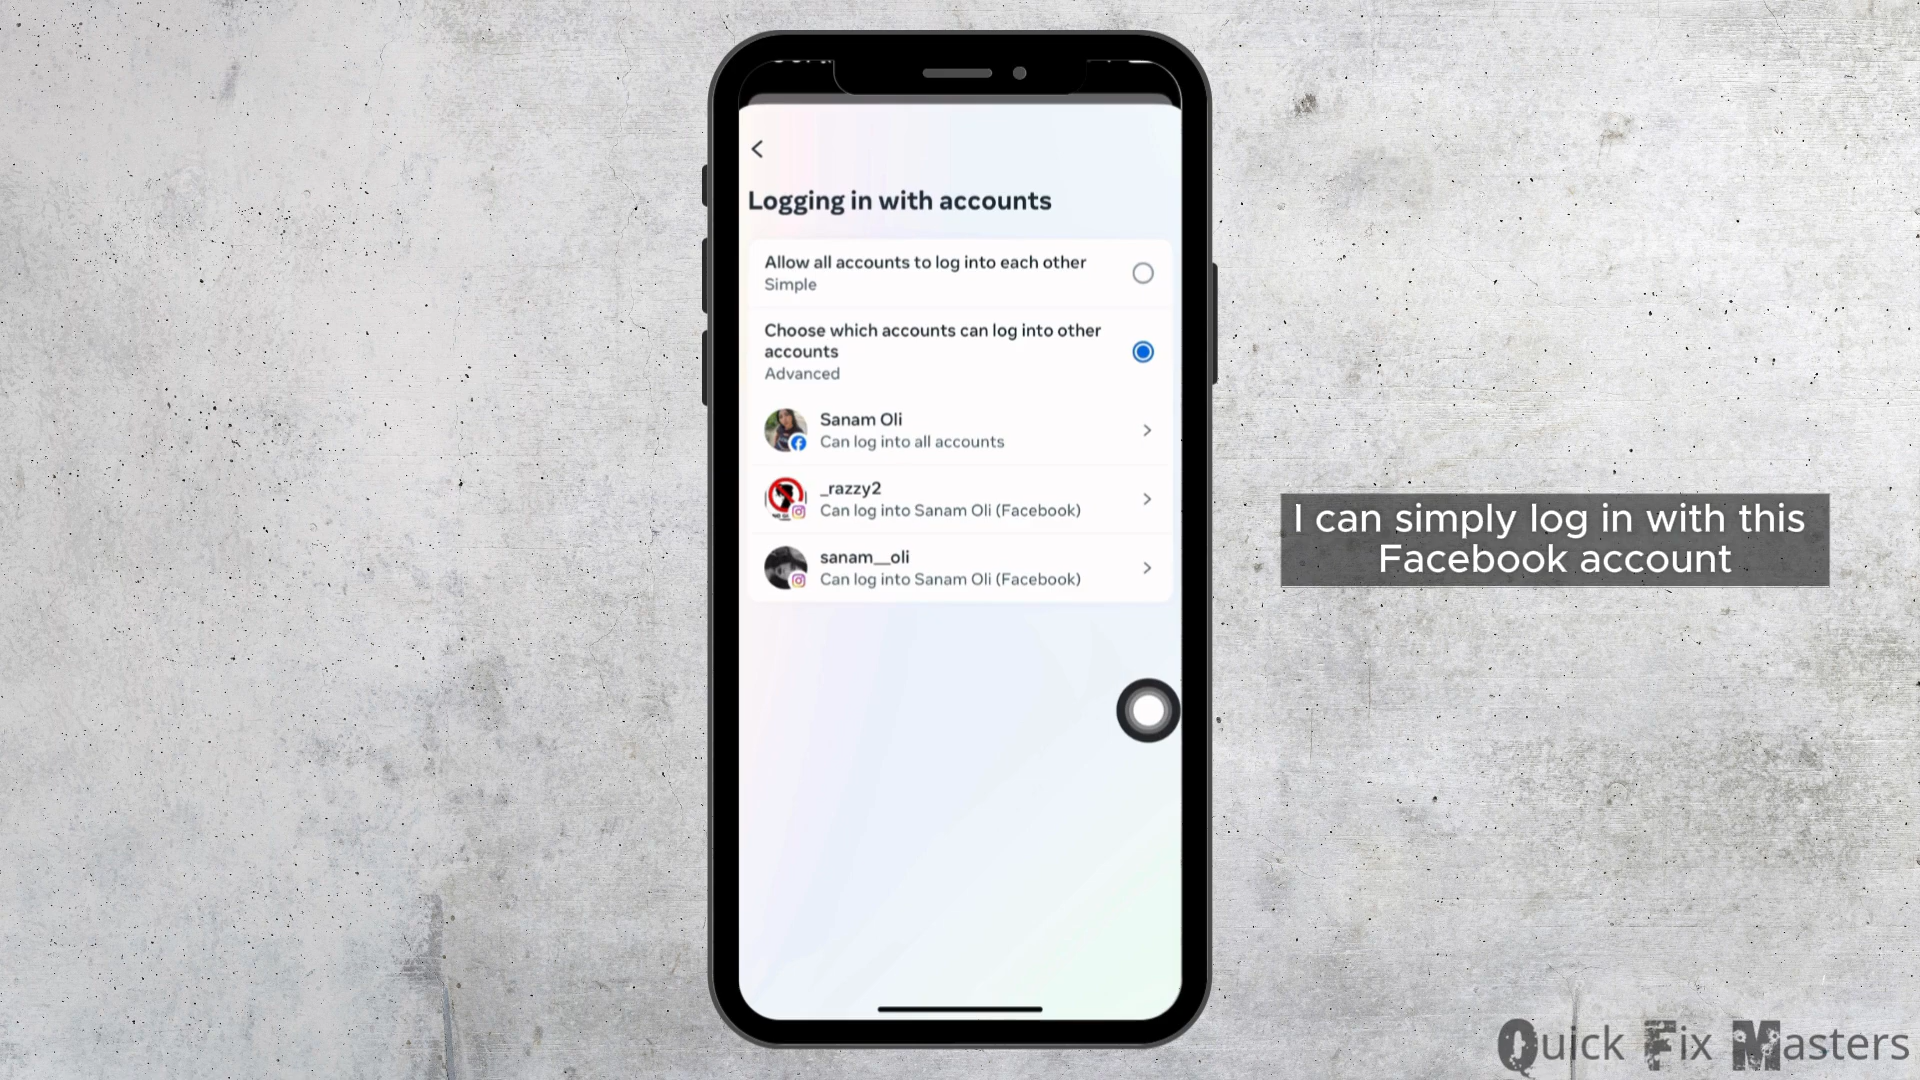 Logging in with accounts
Allow all accounts to log into each other
Simple
Choose which accounts can log into other
accounts
Advanced
Sanam Oli
Can log into all accounts
_razzy2
Can log into Sanam Oli (Facebook)
sanam__oli
Can log into Sanam Oli (Facebook)
I can simply log in with this
Facebook account
Quick Fix Masters